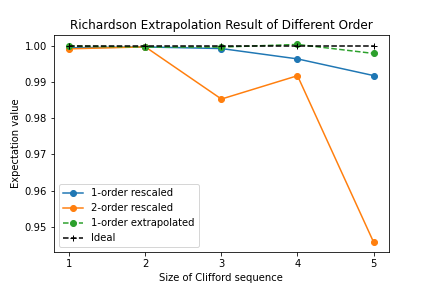 Richardson Extrapolation Result of Different Order
1.00
0.99
0.98
0.97
0.96
0.95
Expectation value
1-order rescaled
2-order rescaled
1-order extrapolated
Ideal
1 2 3 4 5
Size of Clifford sequence